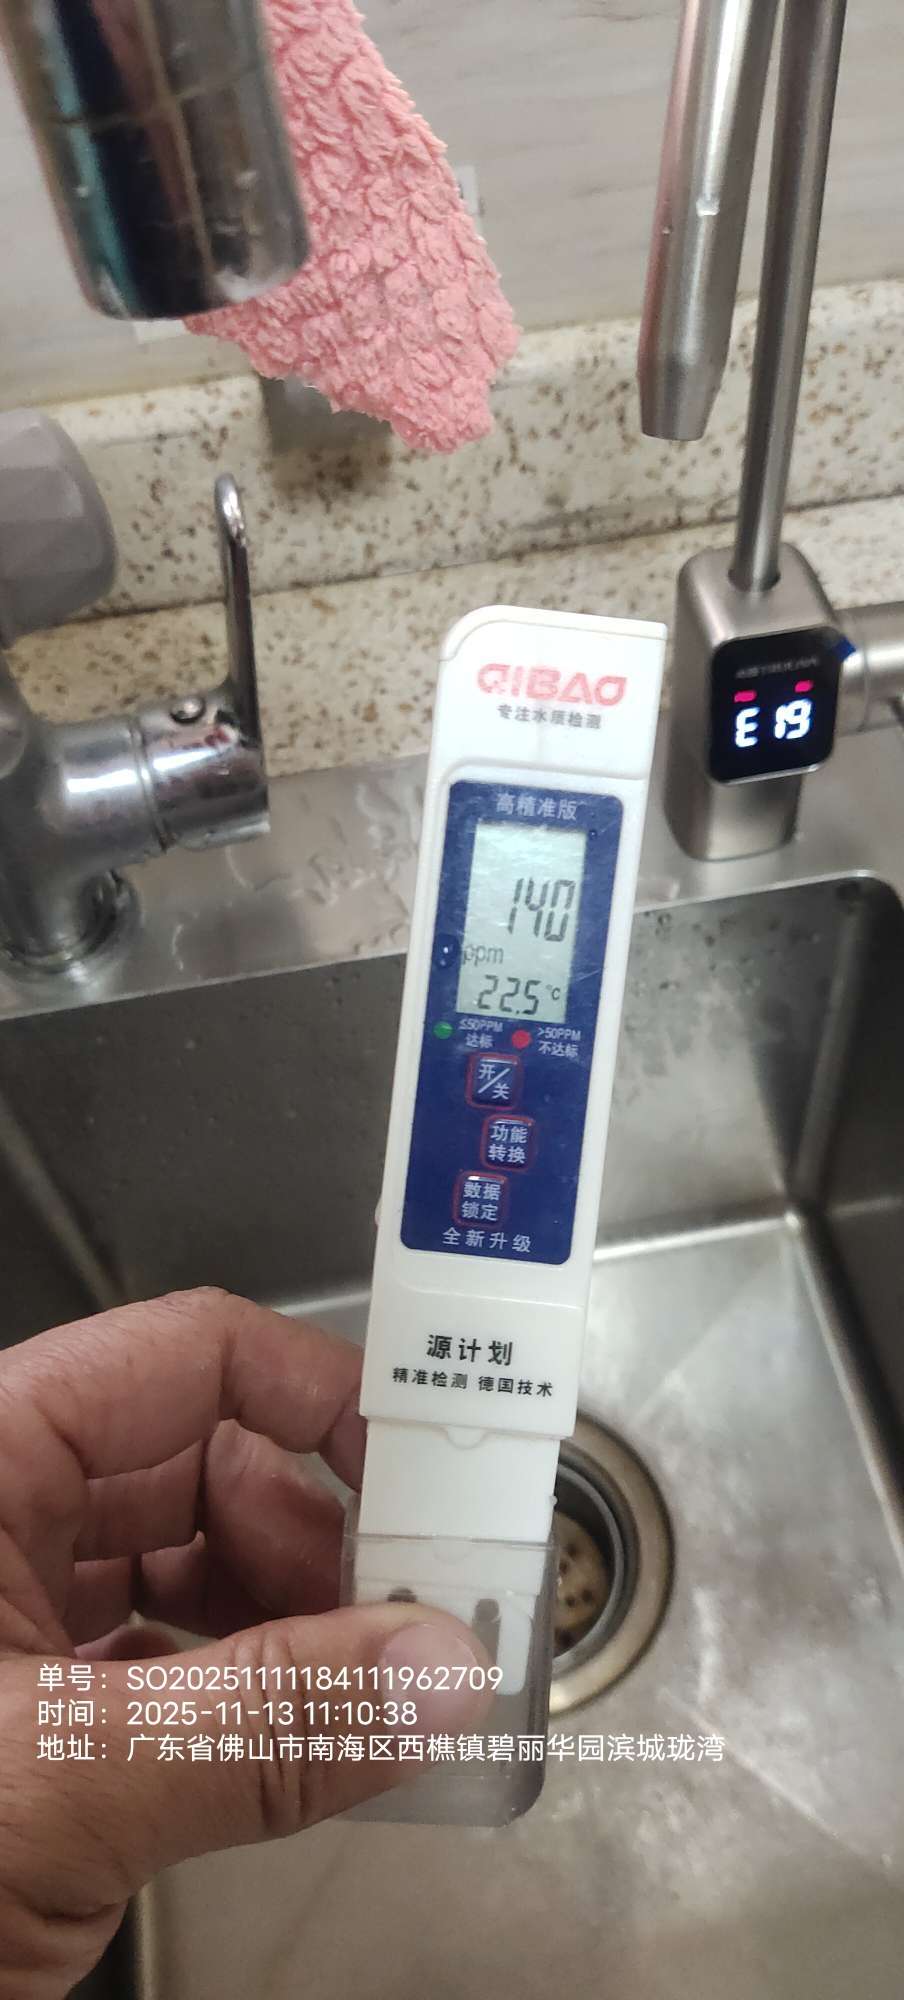 E19
QIBAO
专注水质检测
高精准版
140
ppm
22.5°C
≤50PPM
达标
>50PPM
不达标
开/关
功能
转换
数据
锁定
全新升级
源计划
精准检测 德国技术
单号：SO20251111184111962709
时间：2025-11-13 11:10:38
地址：广东省佛山市南海区西樵镇碧丽华园滨城珑湾